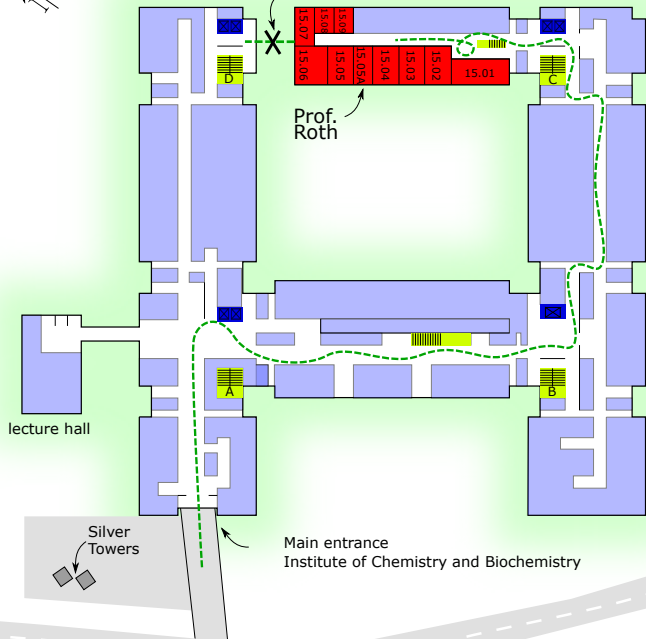 15.07
15.08
15.09
15.06
15.05
15.05A
15.04
15.03
15.02
15.01
D
C
Prof.
Roth
A
B
lecture hall
Silver
Towers
Main entrance
Institute of Chemistry and Biochemistry